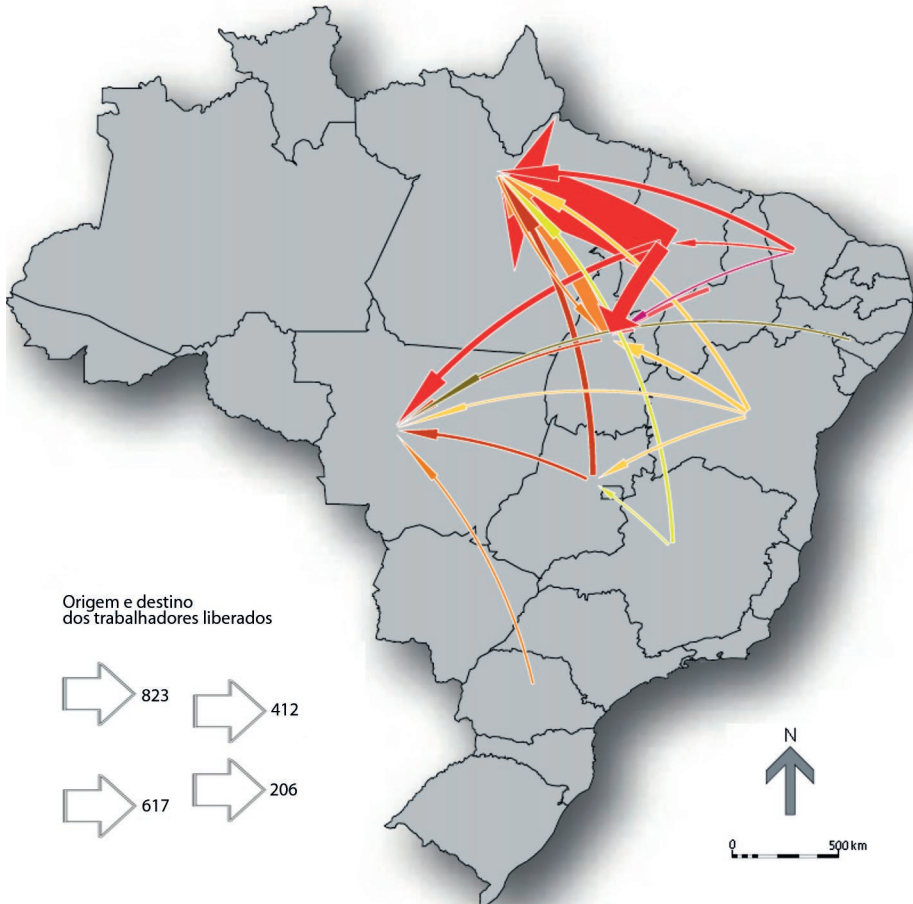 Origem e destino
dos trabalhadores liberados
823
412
617
206
N
0
500 km